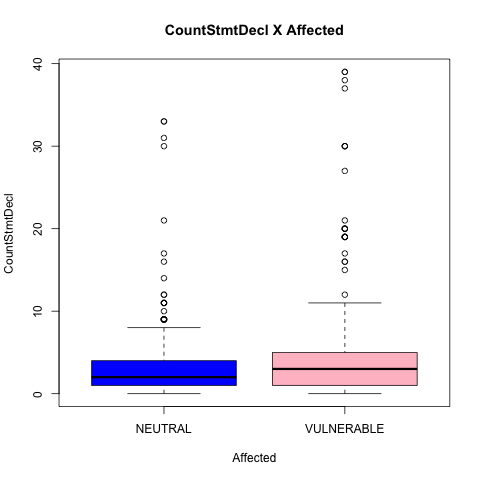 CountStmtDecl X Affected
40
30
20
10
0
CountStmtDecl
NEUTRAL
VULNERABLE
Affected